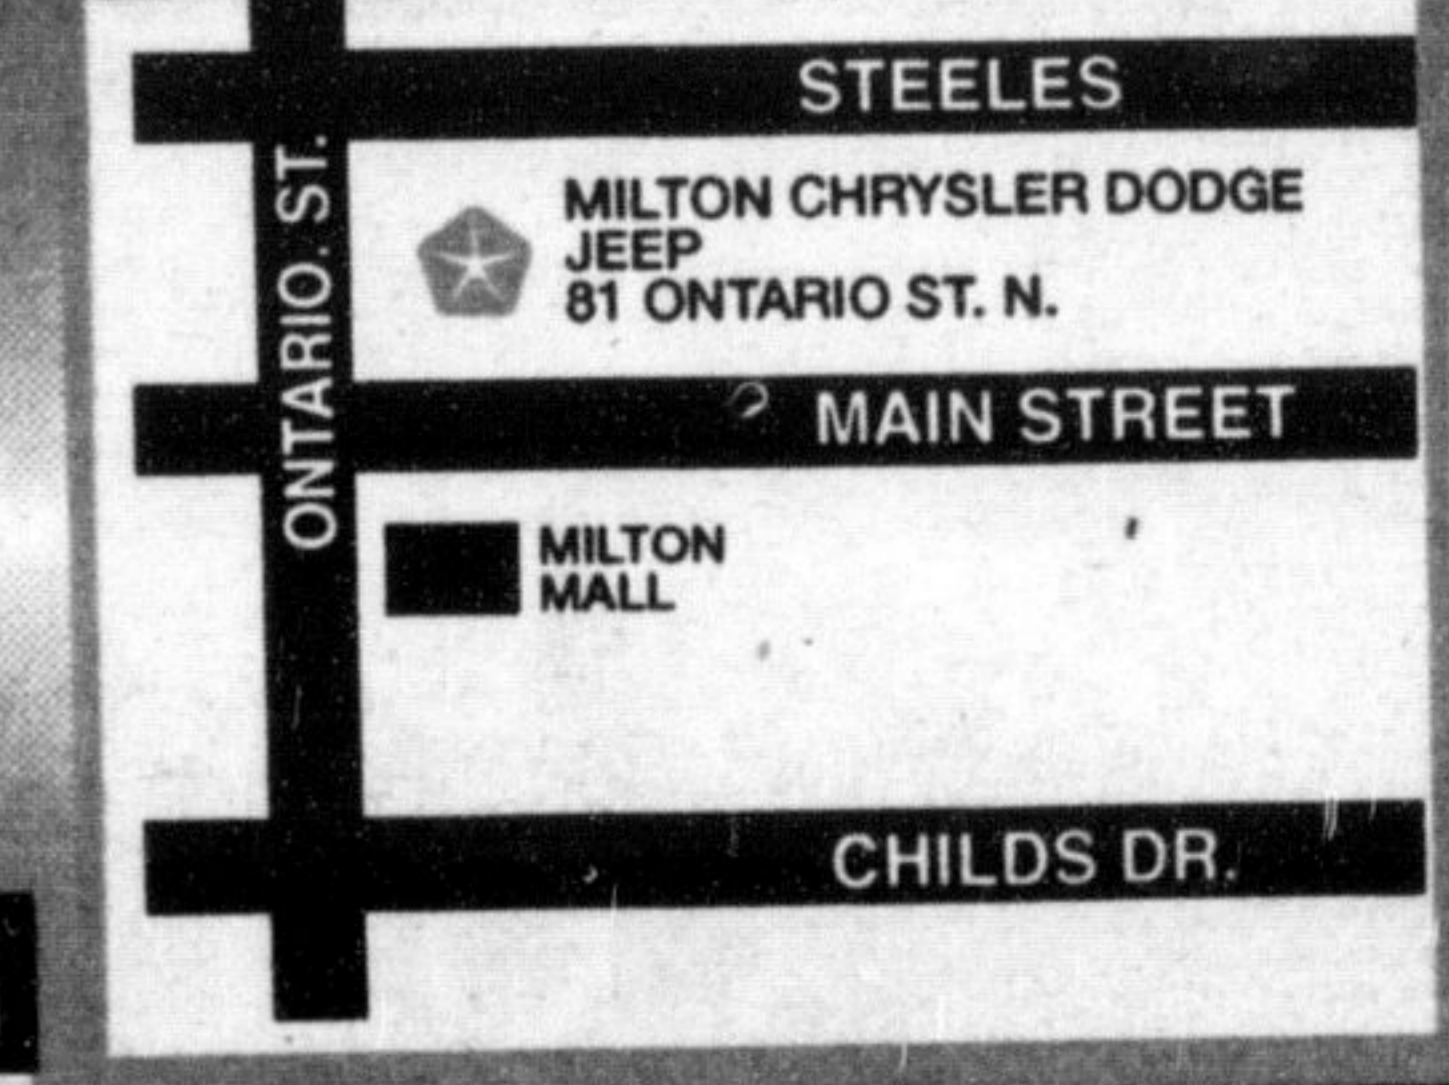 STEELES
ONTARIO. ST.
MILTON CHRYSLER DODGE
JEEP
81 ONTARIO ST. N.
MAIN STREET
MILTON
MALL
CHILDS DR.